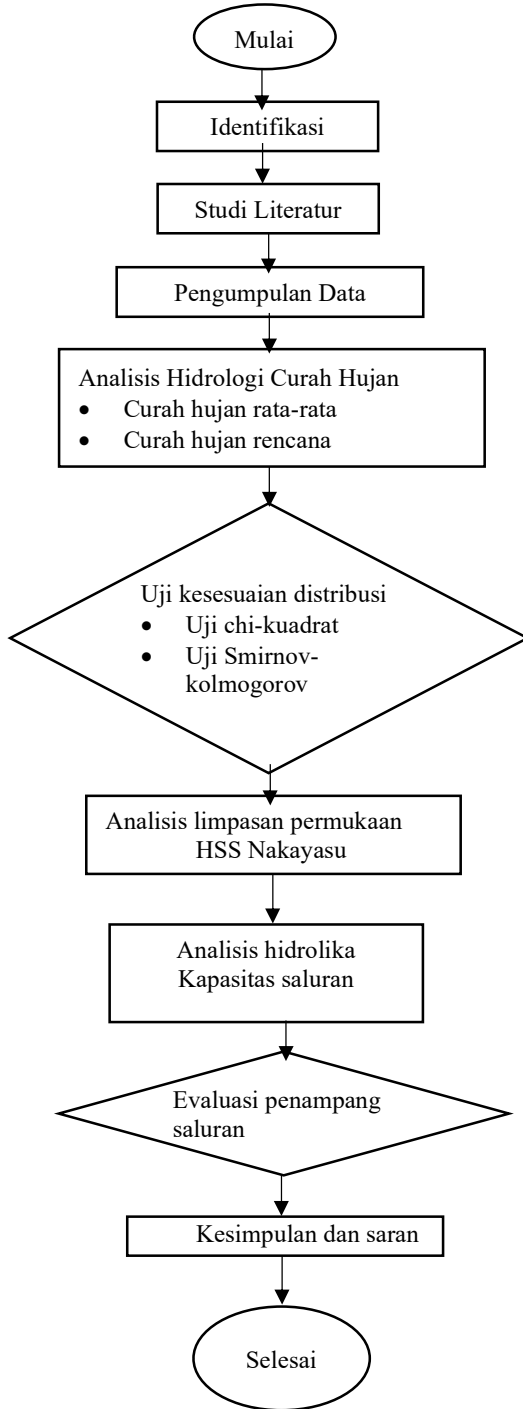 Mulai
Identifikasi
Studi Literatur
Pengumpulan Data
Analisis Hidrologi Curah Hujan
• Curah hujan rata-rata
• Curah hujan rencana
Uji kesesuaian distribusi
• Uji chi-kuadrat
• Uji Smirnov-
kolmogorov
Analisis limpasan permukaan
HSS Nakayasu
Analisis hidrolika
Kapasitas saluran
Evaluasi penampang
saluran
Kesimpulan dan saran
Selesai